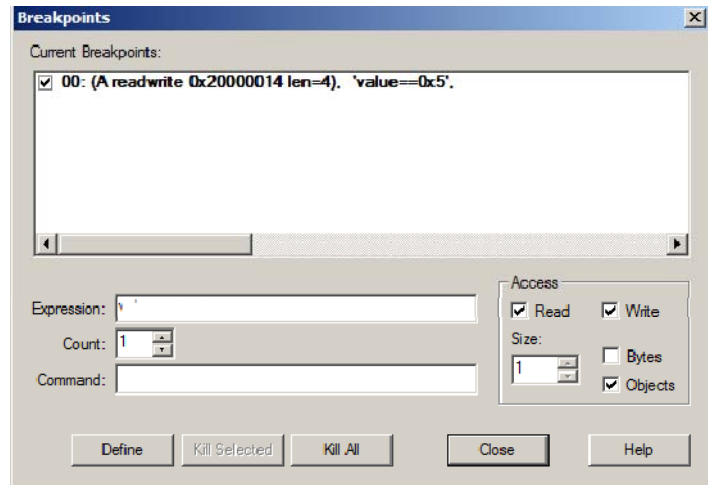 Breakpoints
Current Breakpoints:
00: (A readwrite 0x20000014 len=4), 'value==0x5',
Expression:
Count: 1
Command:
Access
Read Write
Size:
1
Bytes
Objects
Define Kill Selected Kill All Close Help